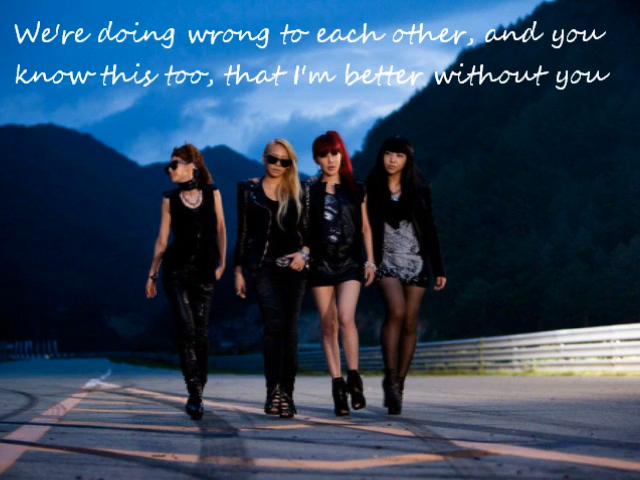 We're doing wrong to each other, and you
know this too, that I'm better without you